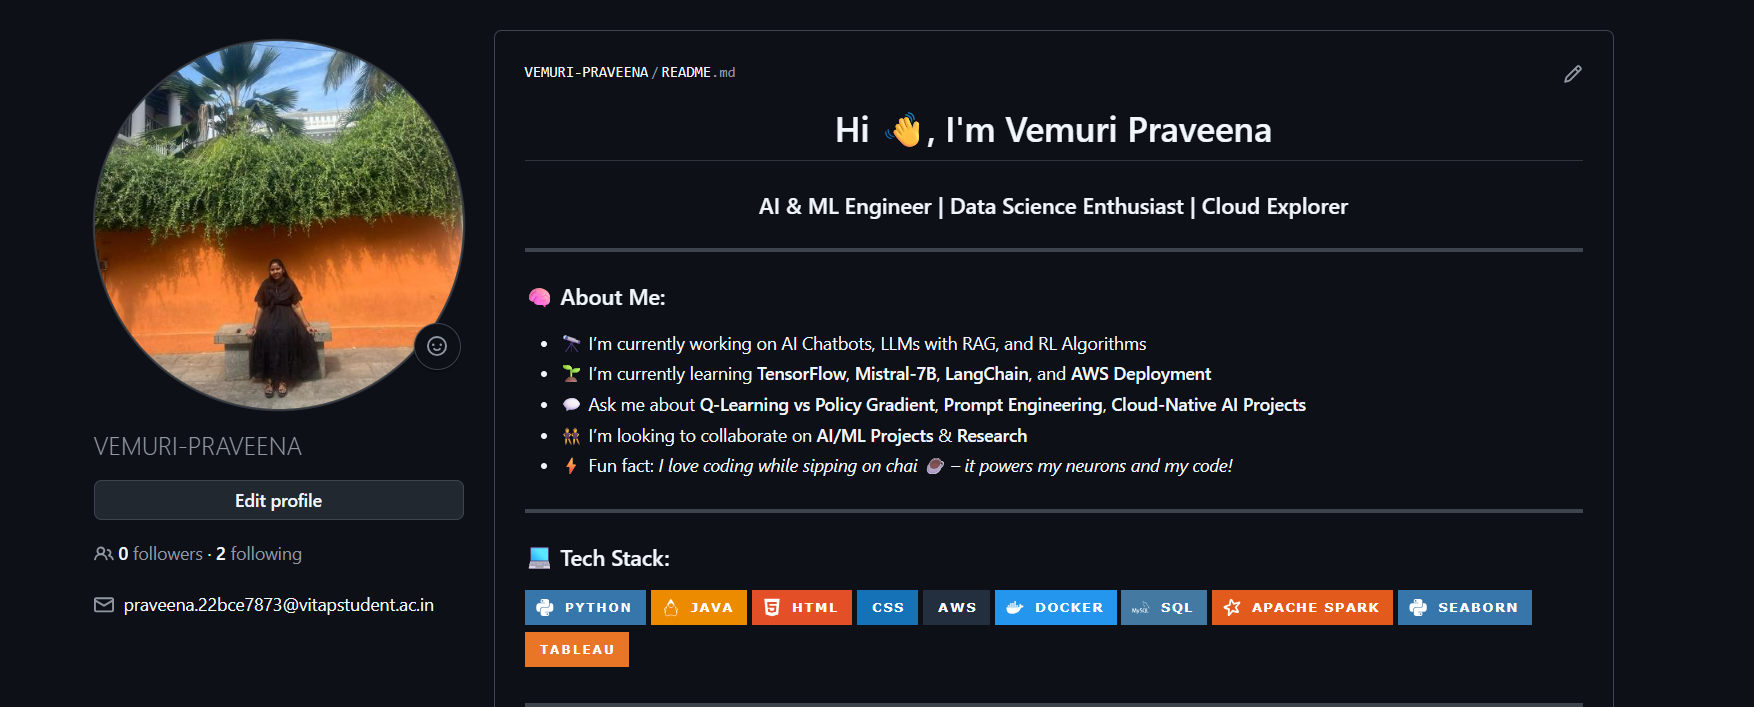 VEMURI-PRAVEENA
Edit profile
0 followers · 2 following
praveena.22bce7873@vitapstudent.ac.in
VEMURI-PRAVEENA/README.md
Hi 👋, I'm Vemuri Praveena
AI & ML Engineer | Data Science Enthusiast | Cloud Explorer
🧠 About Me:
🔭 I’m currently working on AI Chatbots, LLMs with RAG, and RL Algorithms
🌱 I’m currently learning TensorFlow, Mistral-7B, LangChain, and AWS Deployment
💬 Ask me about Q-Learning vs Policy Gradient, Prompt Engineering, Cloud-Native AI Projects
👯 I’m looking to collaborate on AI/ML Projects & Research
⚡ Fun fact: I love coding while sipping on chai ☕ – it powers my neurons and my code!
💻 Tech Stack:
PYTHON JAVA HTML CSS AWS DOCKER MySQL SQL APACHE SPARK SEABORN
TABLEAU